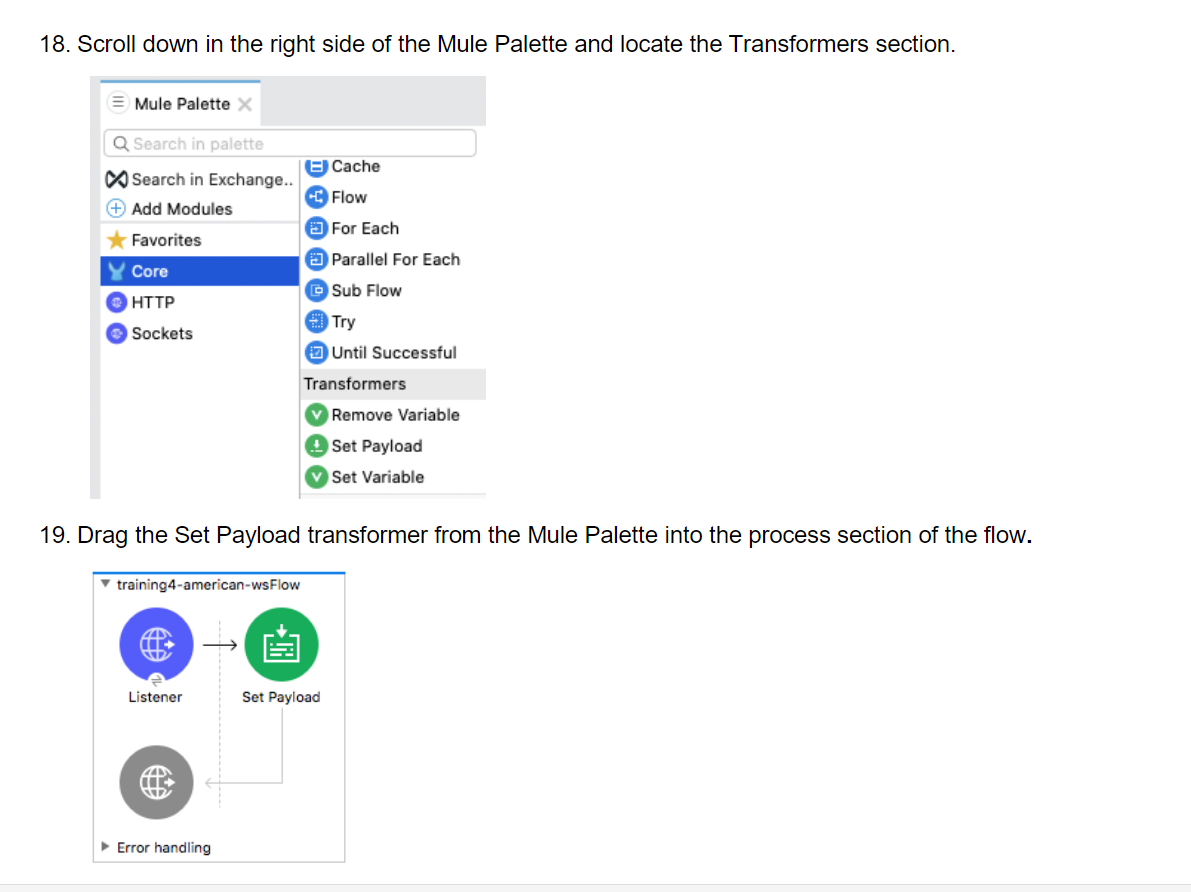 18. Scroll down in the right side of the Mule Palette and locate the Transformers section.
Mule Palette
Search in palette
Search in Exchange..
Add Modules
Favorites
Core
HTTP
Sockets
Cache
Flow
For Each
Parallel For Each
Sub Flow
Try
Until Successful
Transformers
Remove Variable
Set Payload
Set Variable
19. Drag the Set Payload transformer from the Mule Palette into the process section of the flow.
training4-american-wsFlow
Listener
Set Payload
Error handling